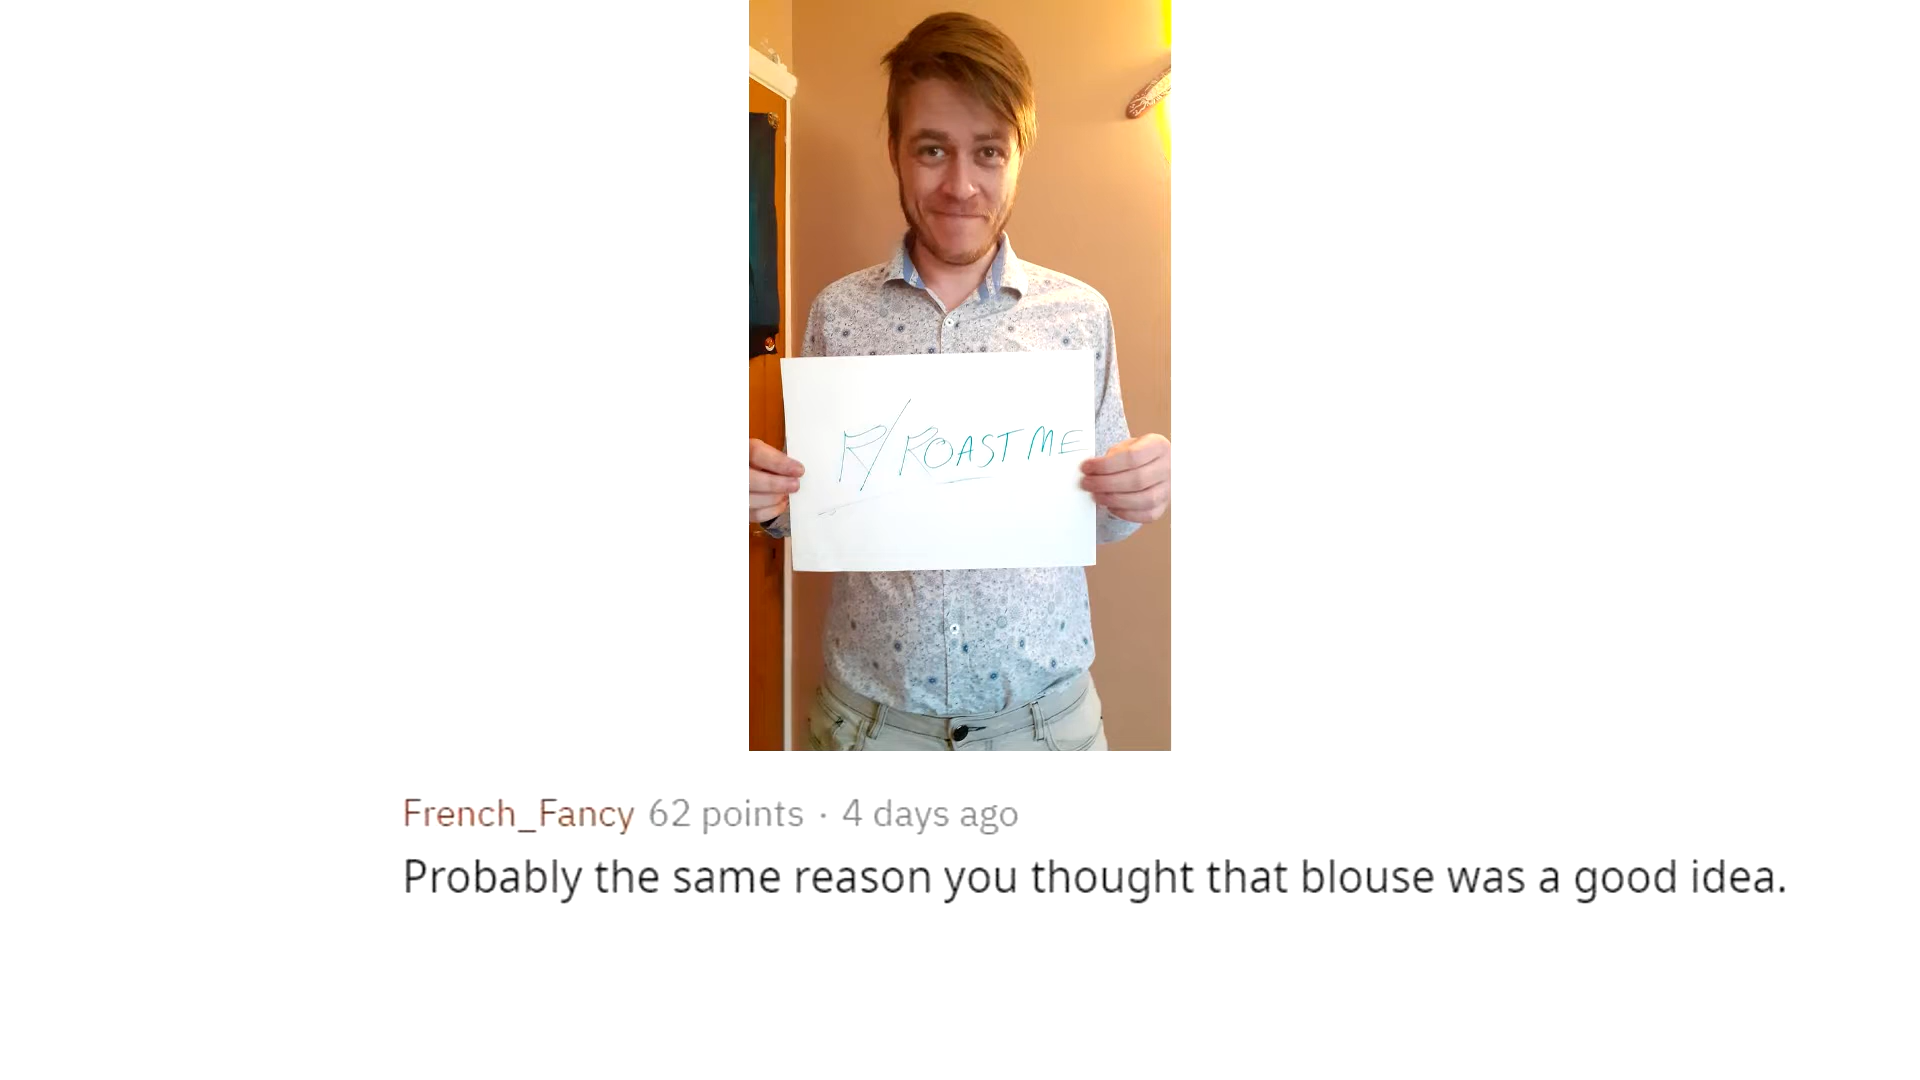 R/ROAST ME
French_Fancy 62 points · 4 days ago
Probably the same reason you thought that blouse was a good idea.